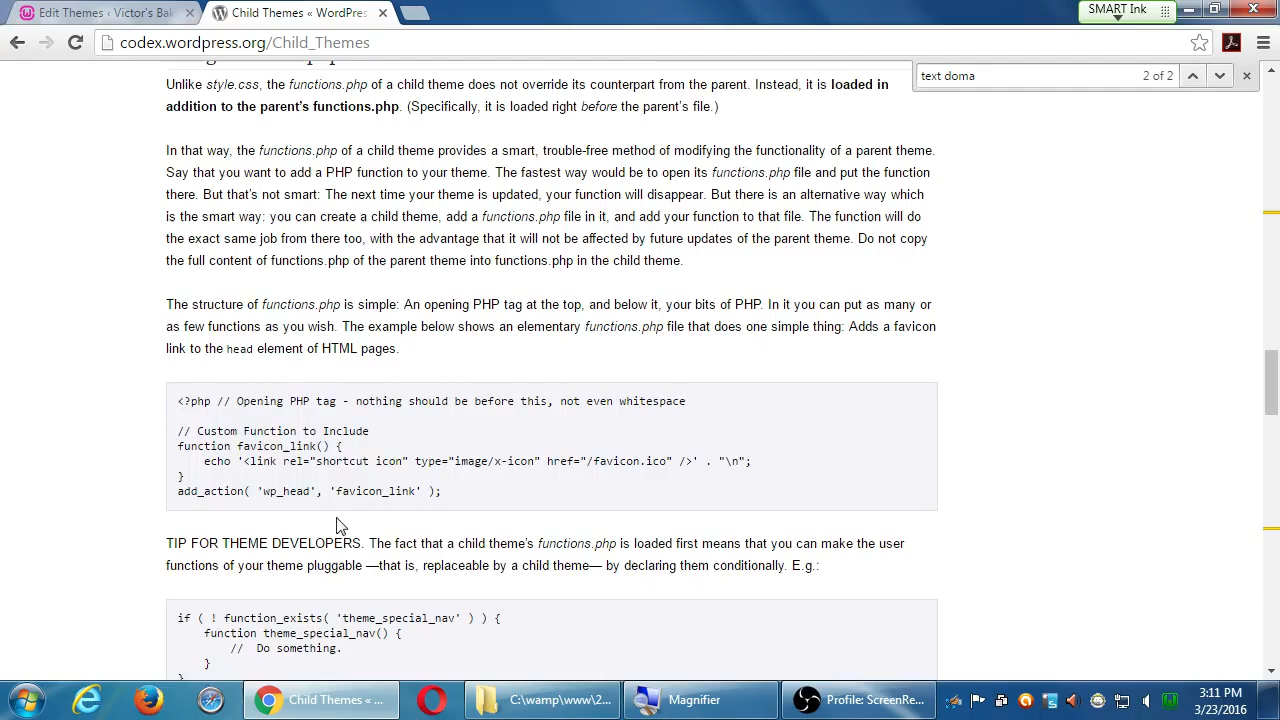 Edit Themes ‹ Victor's Bak
Child Themes « WordPres
SMART Ink
codex.wordpress.org/Child_Themes
text doma
2 of 2
Unlike style.css, the functions.php of a child theme does not override its counterpart from the parent. Instead, it is loaded in
addition to the parent's functions.php. (Specifically, it is loaded right before the parent's file.)
In that way, the functions.php of a child theme provides a smart, trouble-free method of modifying the functionality of a parent theme.
Say that you want to add a PHP function to your theme. The fastest way would be to open its functions.php file and put the function
there. But that's not smart: The next time your theme is updated, your function will disappear. But there is an alternative way which
is the smart way: you can create a child theme, add a functions.php file in it, and add your function to that file. The function will do
the exact same job from there too, with the advantage that it will not be affected by future updates of the parent theme. Do not copy
the full content of functions.php of the parent theme into functions.php in the child theme.
The structure of functions.php is simple: An opening PHP tag at the top, and below it, your bits of PHP. In it you can put as many or
as few functions as you wish. The example below shows an elementary functions.php file that does one simple thing: Adds a favicon
link to the head element of HTML pages.
<?php // Opening PHP tag - nothing should be before this, not even whitespace
// Custom Function to Include
function favicon_link() {
    echo '<link rel="shortcut icon" type="image/x-icon" href="/favicon.ico" />' . "\n";
}
add_action( 'wp_head', 'favicon_link' );
TIP FOR THEME DEVELOPERS. The fact that a child theme's functions.php is loaded first means that you can make the user
functions of your theme pluggable —that is, replaceable by a child theme— by declaring them conditionally. E.g.:
if ( ! function_exists( 'theme_special_nav' ) ) {
    function theme_special_nav() {
        //  Do something.
    }
Child Themes « ...
C:\wamp\www\2...
Magnifier
Profile: ScreenRe...
3:11 PM
3/23/2016